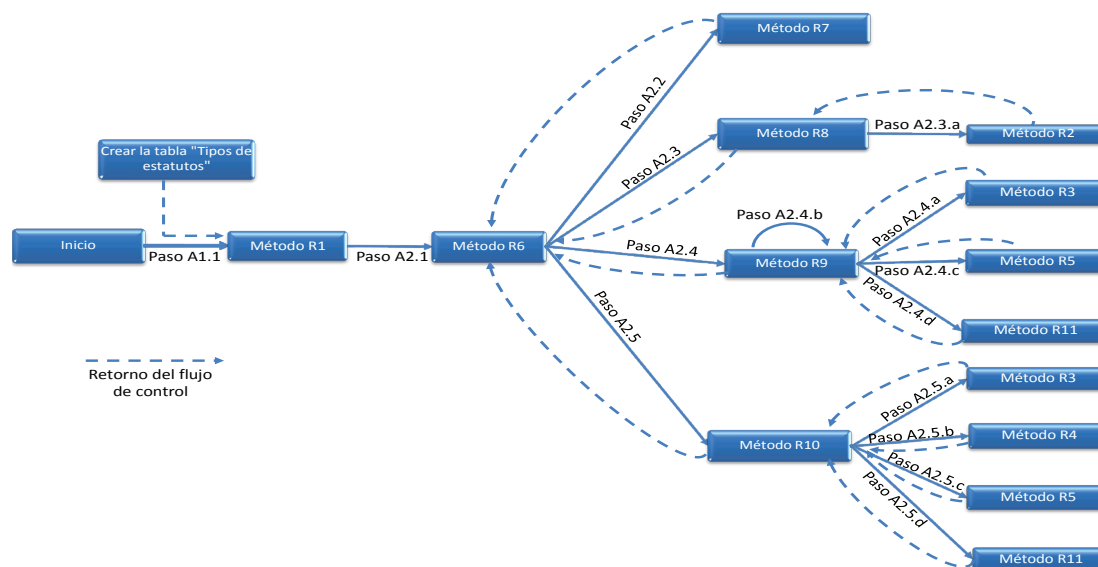 Método R7
Paso A2.2
Método R8
Paso A2.3.a
Método R2
Crear la tabla "Tipos de
estatutos"
Paso A2.3
Método R3
Paso A2.4.b
Paso A2.4.a
Inicio
Paso A1.1
Método R1
Paso A2.1
Método R6
Paso A2.4
Método R9
Paso A2.4.c
Método R5
Paso A2.4.d
Paso A2.5
Método R11
Retorno del flujo
de control
Método R3
Paso A2.5.a
Método R10
Paso A2.5.b
Método R4
Paso A2.5.c
Método R5
Paso A2.5.d
Método R11